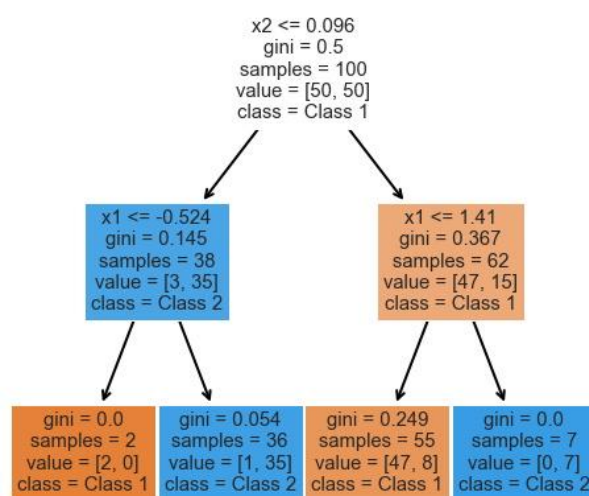 x2 <= 0.096
gini = 0.5
samples = 100
value = [50, 50]
class = Class 1
x1 <= -0.524
gini = 0.145
samples = 38
value = [3, 35]
class = Class 2
x1 <= 1.41
gini = 0.367
samples = 62
value = [47, 15]
class = Class 1
gini = 0.0
samples = 2
value = [2, 0]
class = Class 1
gini = 0.054
samples = 36
value = [1, 35]
class = Class 2
gini = 0.249
samples = 55
value = [47, 8]
class = Class 1
gini = 0.0
samples = 7
value = [0, 7]
class = Class 2